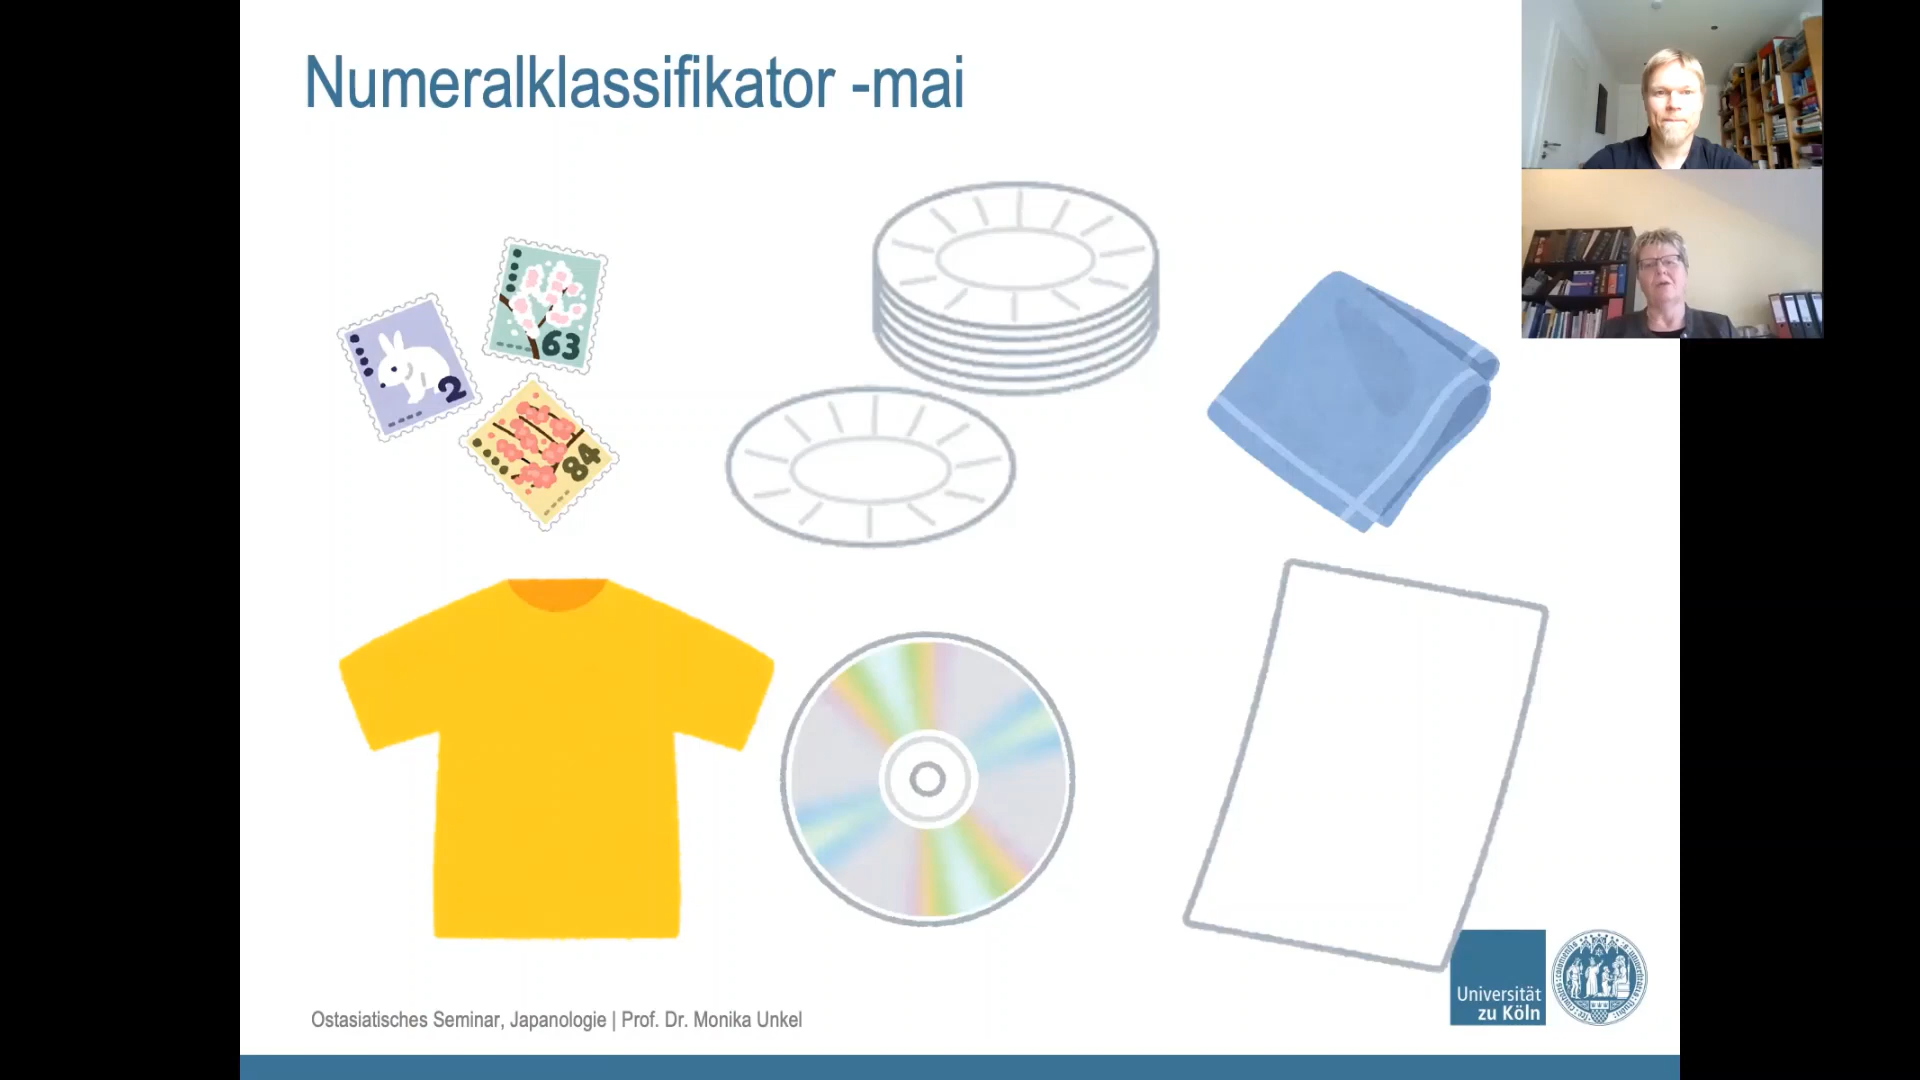 Numeralklassifikator -mai
63
2
84
Ostasiatisches Seminar, Japanologie | Prof. Dr. Monika Unkel
Universität
zu Köln